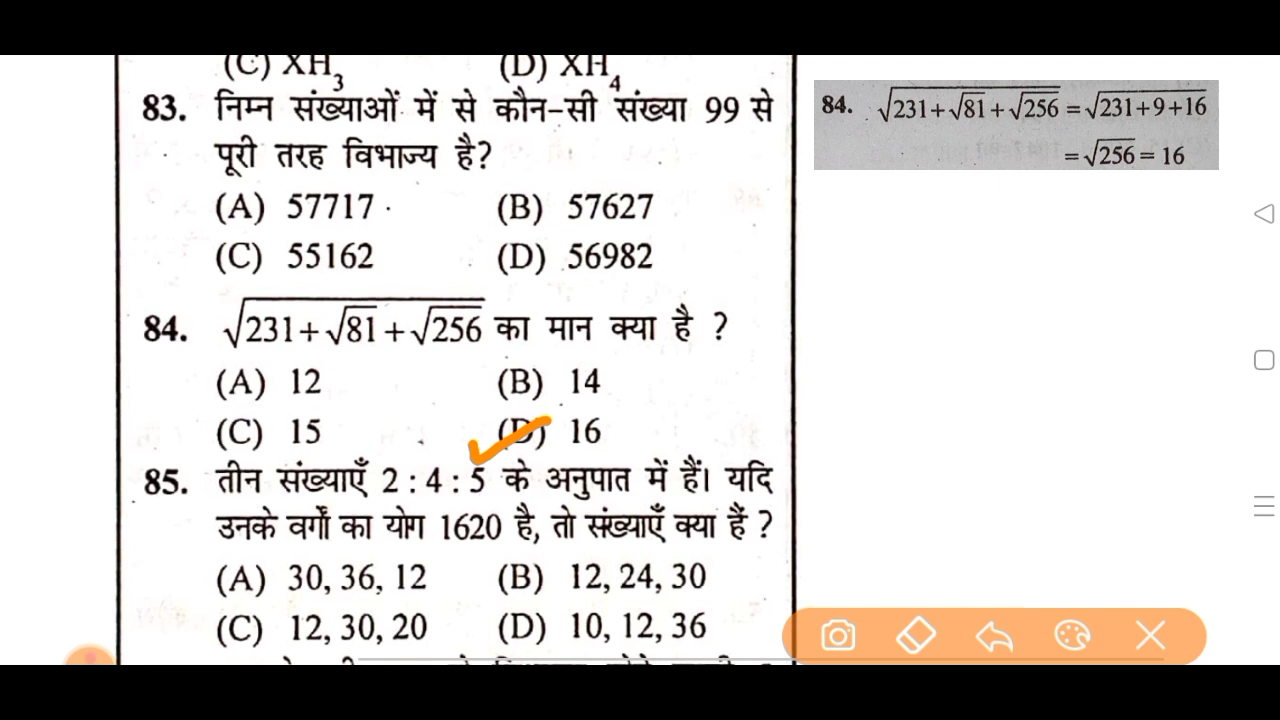 (C) XH₃ (D) XH₄
83. निम्न संख्याओं में से कौन-सी संख्या 99 से
पूरी तरह विभाज्य है?
(A) 57717 (B) 57627
(C) 55162 (D) 56982
84. √(231+√81+√256) का मान क्या है ?
(A) 12 (B) 14
(C) 15 (D) 16
85. तीन संख्याएँ 2 : 4 : 5 के अनुपात में हैं। यदि
उनके वर्गों का योग 1620 है, तो संख्याएँ क्या हैं ?
(A) 30, 36, 12 (B) 12, 24, 30
(C) 12, 30, 20 (D) 10, 12, 36
84. √(231+√81+√256) = √(231+9+16)
= √256 = 16